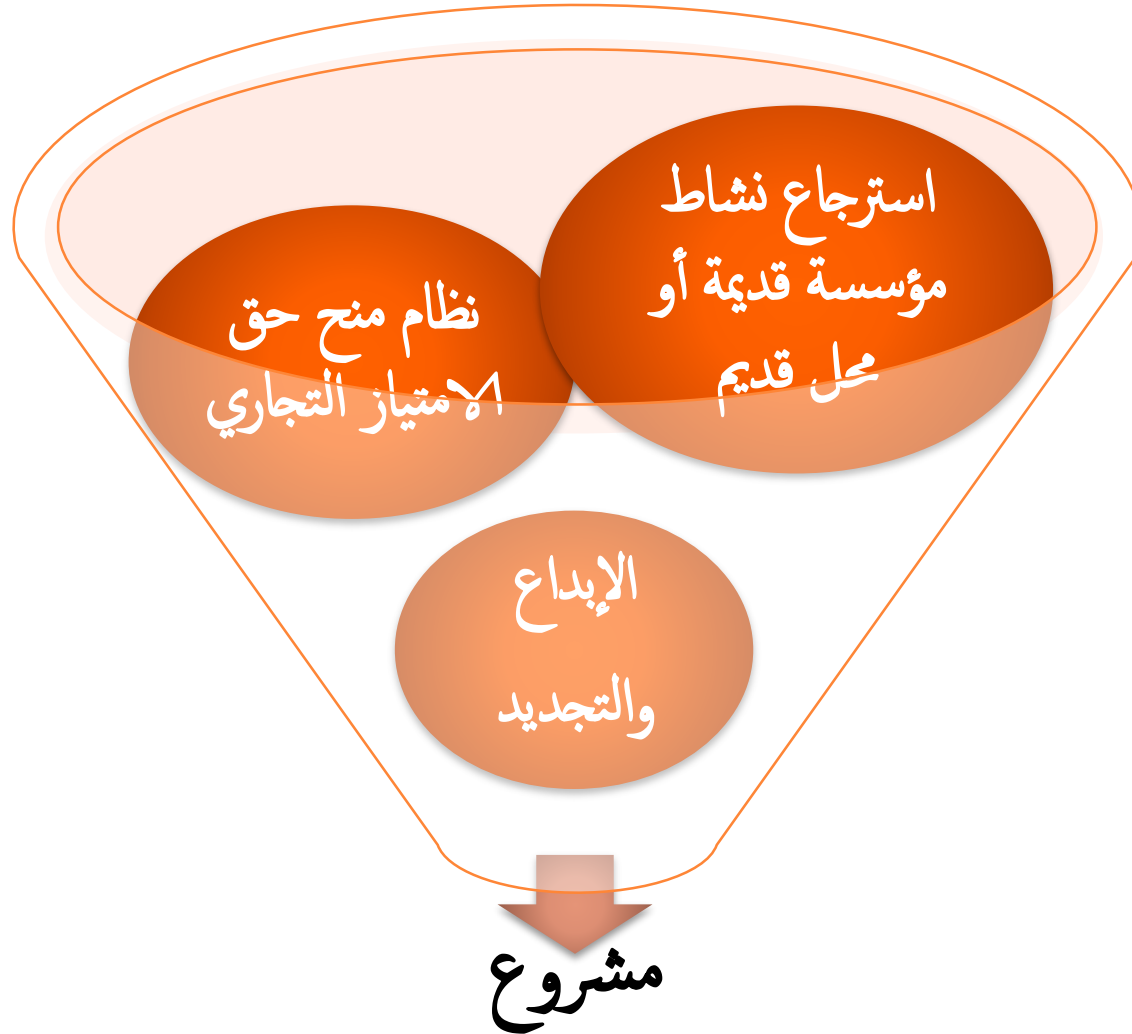 استرجاع نشاط
مؤسسة قديمة أو
محل قديم
نظام منح حق
الامتياز التجاري
الإبداع
والتجديد
مشروع